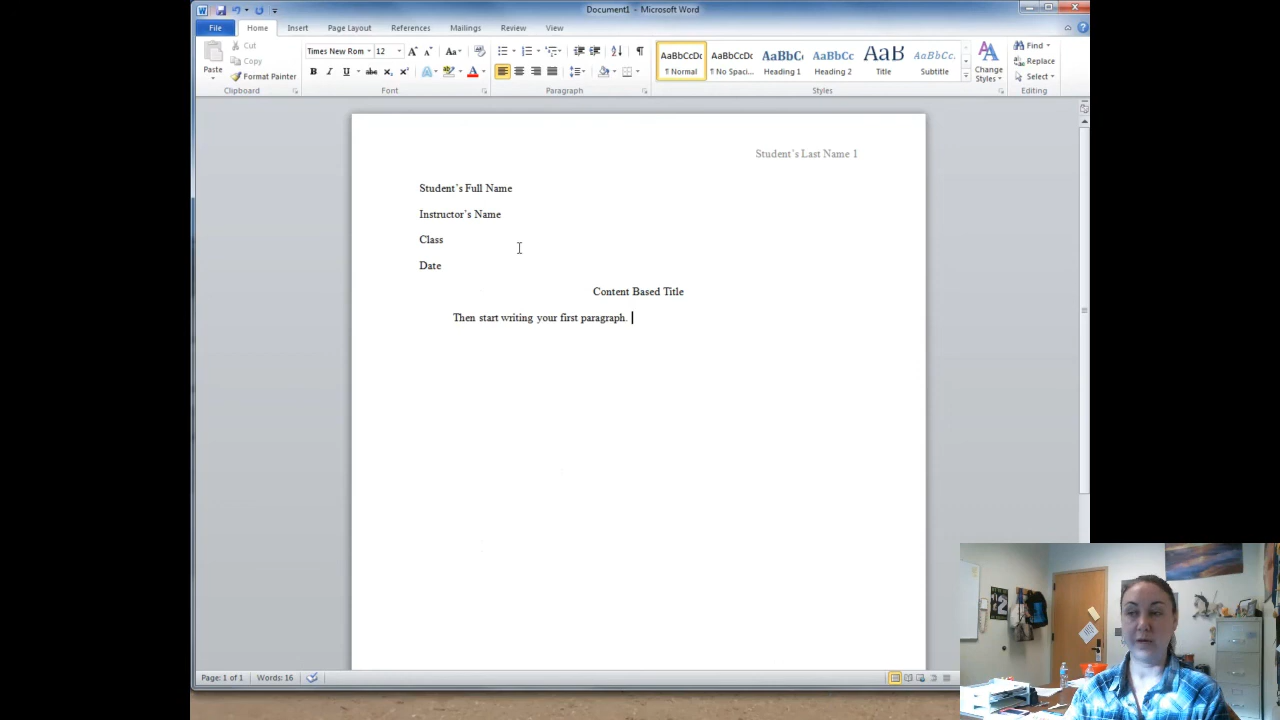 Document1 - Microsoft Word
File Home Insert Page Layout References Mailings Review View
Cut
Copy
Format Painter
Paste
Clipboard
Times New Rom 12
Font
Paragraph
AaBbCcDc AaBbCcDc AaBbC AaBbCc AaB AaBbCc.
¶ Normal ¶ No Spaci... Heading 1 Heading 2 Title Subtitle
Styles
Change
Styles
Find
Replace
Select
Editing
Student's Last Name 1
Student's Full Name
Instructor's Name
Class
Date
Content Based Title
Then start writing your first paragraph.
Page: 1 of 1 Words: 16